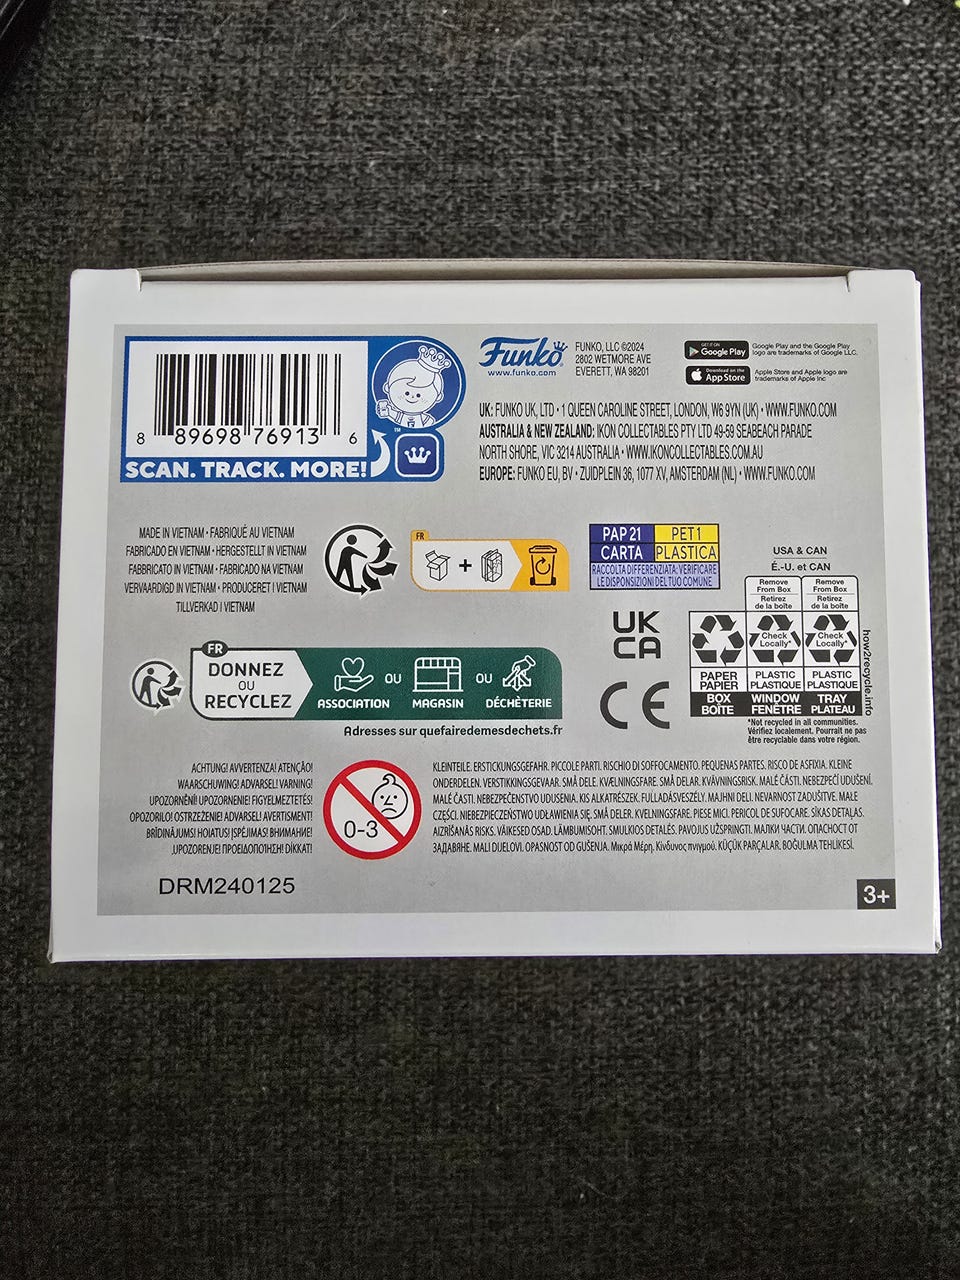 8 89698 76913 6
SCAN. TRACK. MORE!
TM
Funko®
www.funko.com
FUNKO, LLC ©2024
2802 WETMORE AVE
EVERETT, WA 98201
GET IT ON
Google Play
Google Play and the Google Play
logo are trademarks of Google LLC.
Download on the
App Store
Apple Store and Apple logo are
trademarks of Apple Inc
UK: FUNKO UK, LTD • 1 QUEEN CAROLINE STREET, LONDON, W6 9YN (UK) • WWW.FUNKO.COM
AUSTRALIA & NEW ZEALAND: IKON COLLECTABLES PTY LTD 49-59 SEABEACH PARADE
NORTH SHORE, VIC 3214 AUSTRALIA • WWW.IKONCOLLECTABLES.COM.AU
EUROPE: FUNKO EU, BV • ZUIDPLEIN 36, 1077 XV, AMSTERDAM (NL) • WWW.FUNKO.COM
MADE IN VIETNAM • FABRIQUÉ AU VIETNAM
FABRICADO EN VIETNAM • HERGESTELLT IN VIETNAM
FABBRICATO IN VIETNAM • FABRICADO NA VIETNAM
VERVAARDIGD IN VIETNAM • PRODUCERET I VIETNAM
TILLVERKAD I VIETNAM
FR
+
PAP 21 PET 1
CARTA PLASTICA
RACCOLTA DIFFERENZIATA: VERIFICARE
LE DISPOSIZIONI DEL TUO COMUNE
UK
CA
CE
USA & CAN
É.-U. et CAN
Remove From Box
Retirez de la boîte
Remove From Box
Retirez de la boîte
Check Locally*
Check Locally*
PAPER PAPIER
PLASTIC PLASTIQUE
PLASTIC PLASTIQUE
BOX BOÎTE
WINDOW FENÊTRE
TRAY PLATEAU
how2recycle.info
*Not recycled in all communities.
Vérifiez localement. Pourrait ne pas
être recyclable dans votre région.
FR
DONNEZ
OU
RECYCLEZ
ASSOCIATION OU MAGASIN OU DÉCHÈTERIE
Adresses sur quefairedemesdechets.fr
ACHTUNG! AVVERTENZA! ATENÇÃO!
WAARSCHUWING! ADVARSEL! VARNING!
UPOZORNĚNÍ! UPOZORNENIE! FIGYELMEZTETÉS!
OPOZORILO! OSTRZEŻENIE! ADVARSEL! AVERTISMENT!
BRĪDINĀJUMS! HOIATUS! ĮSPĖJIMAS! ВНИМАНИЕ!
UPOZORENJE! ΠΡΟΕΙΔΟΠΟΙΗΣΗ! DİKKAT!
0-3
KLEINTEILE. ERSTICKUNGSGEFAHR. PICCOLE PARTI. RISCHIO DI SOFFOCAMENTO. PEQUENAS PARTES. RISCO DE ASFIXIA. KLEINE
ONDERDELEN. VERSTIKKINGSGEVAAR. SMÅ DELE. KVÆLNINGSFARE. SMÅ DELAR. KVÄVNINGSRISK. MALÉ ČÁSTI. NEBEZPEČÍ UDUŠENÍ.
MALÉ ČASTI. NEBEZPEČENSTVO UDUSENIA. KIS ALKATRÉSZEK. FULLADÁSVESZÉLY. MAJHNI DELI. NEVARNOST ZADUŠITVE. MAŁE
CZĘŚCI. NIEBEZPIECZEŃSTWO UDŁAWIENIA SIĘ. SMÅ DELER. KVELNINGSFARE. PIESE MICI. PERICOL DE SUFOCARE. SĪKAS DETAĻAS.
AIZRĪŠANĀS RISKS. VÄIKESED OSAD. LÄMBUMISOHT. SMULKIOS DETALĖS. PAVOJUS UŽSPRINGTI. МАЛКИ ЧАСТИ. ОПАСНОСТ ОТ
ЗАДАВЯНЕ. MALI DIJELOVI. OPASNOST OD GUŠENJA. Μικρά Μέρη. Κίνδυνος πνιγμού. KÜÇÜK PARÇALAR. BOĞULMA TEHLİKESİ.
DRM240125
3+